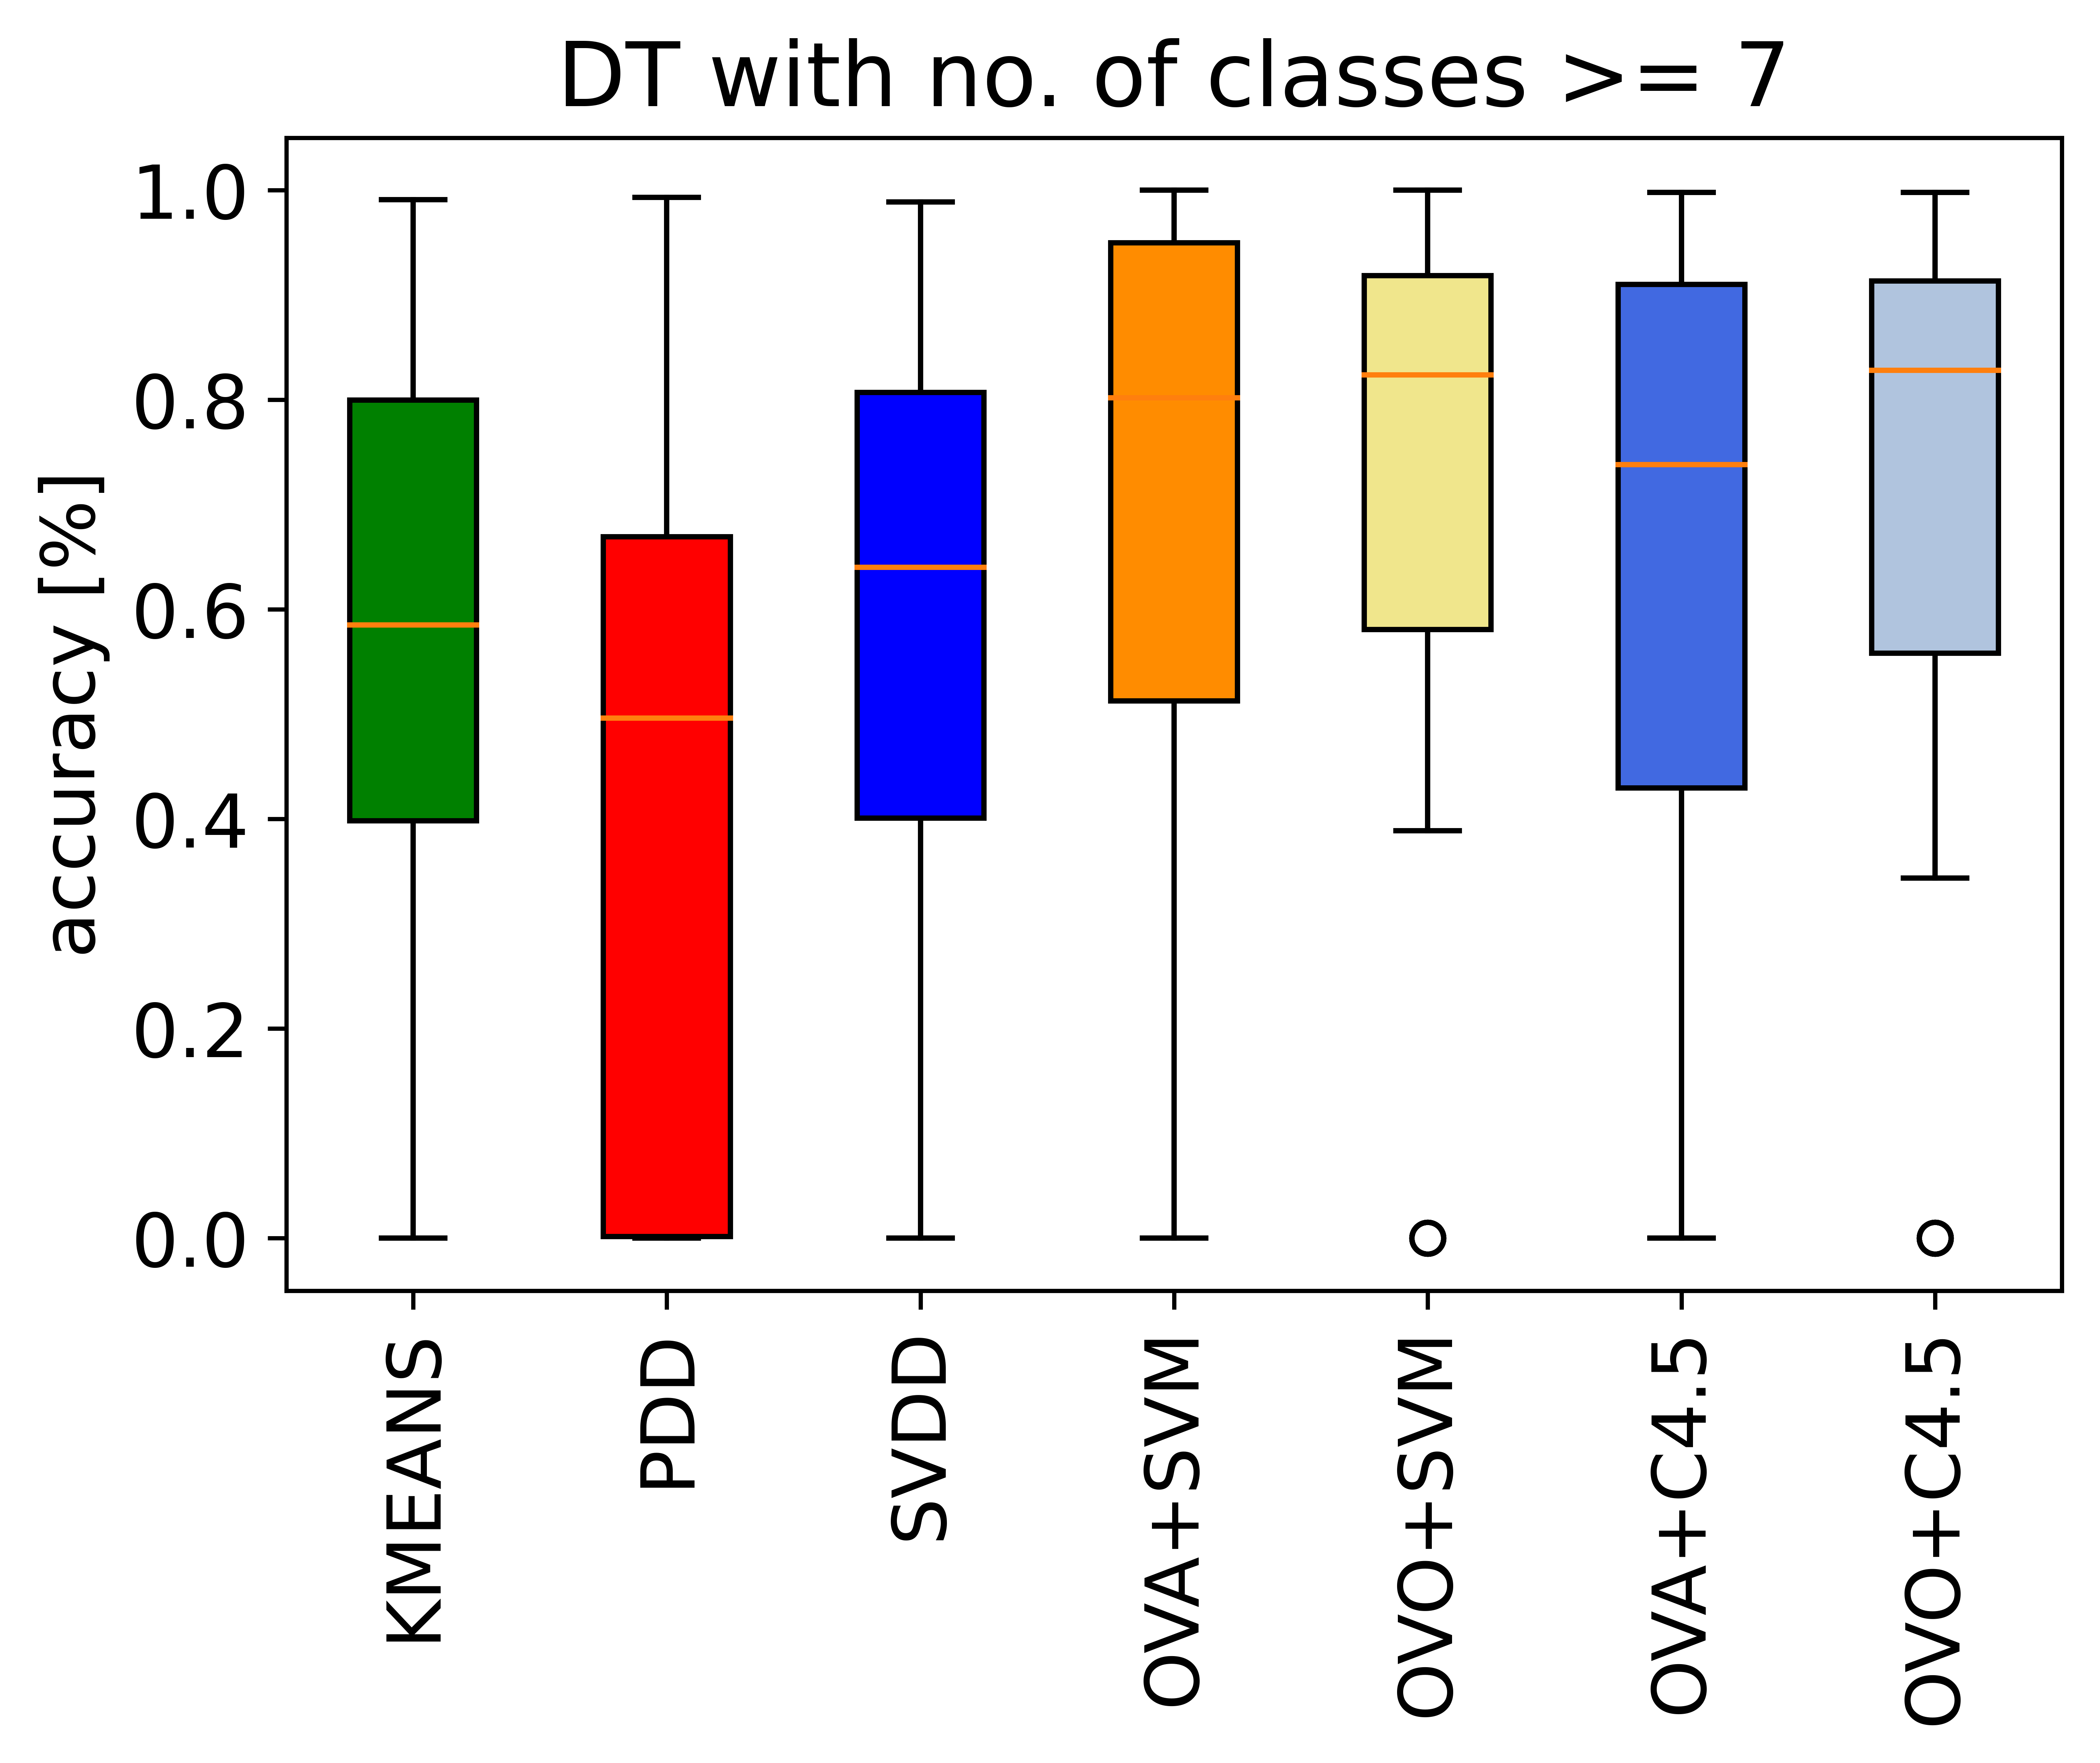 DT with no. of classes >= 7
accuracy [%]
1.0
0.8
0.6
0.4
0.2
0.0
KMEANS
PDD
SVDD
OVA+SVM
OVO+SVM
OVA+C4.5
OVO+C4.5